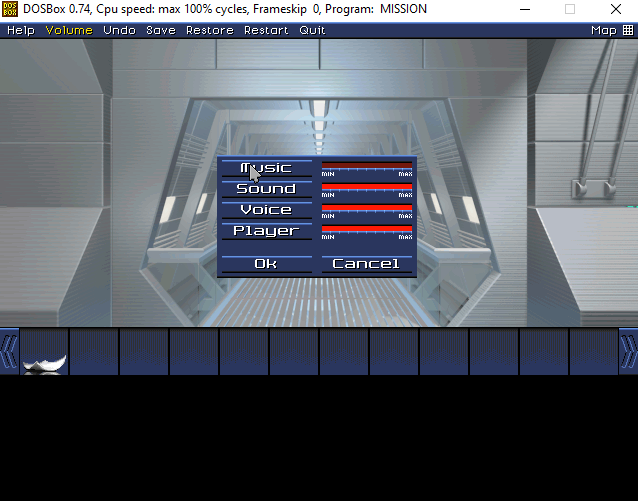 DOSBox 0.74, Cpu speed: max 100% cycles, Frameskip 0, Program: MISSION
Help Volume Undo Save Restore Restart Quit Map
Music
MIN MAX
Sound
MIN MAX
Voice
MIN MAX
Player
MIN MAX
Ok Cancel